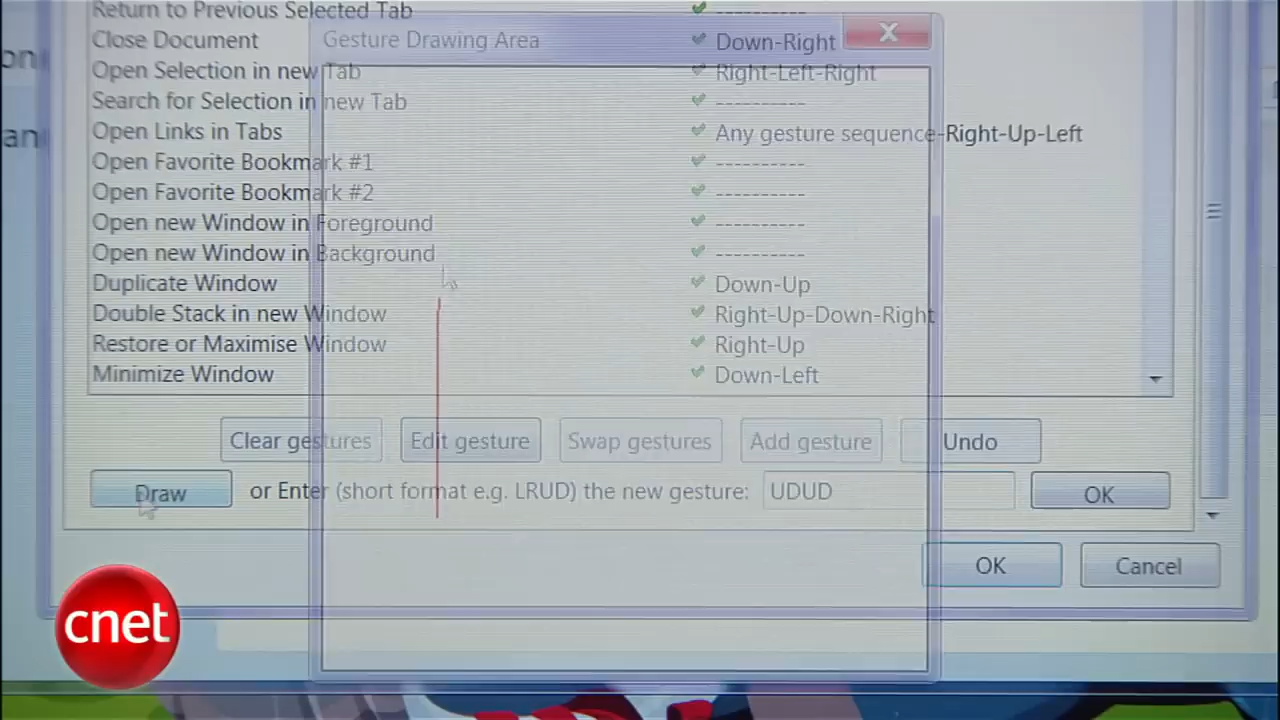 Return to Previous Selected Tab ----------
Gesture Drawing Area
Close Document Down-Right
Open Selection in new Tab Right-Left-Right
Search for Selection in new Tab ----------
Open Links in Tabs Any gesture sequence-Right-Up-Left
Open Favorite Bookmark #1 ----------
Open Favorite Bookmark #2 ----------
Open new Window in Foreground ----------
Open new Window in Background ----------
Duplicate Window Down-Up
Double Stack in new Window Right-Up-Down-Right
Restore or Maximise Window Right-Up
Minimize Window Down-Left
Clear gestures Edit gesture Swap gestures Add gesture Undo
Draw or Enter (short format e.g. LRUD) the new gesture: UDUD OK
OK Cancel
cnet